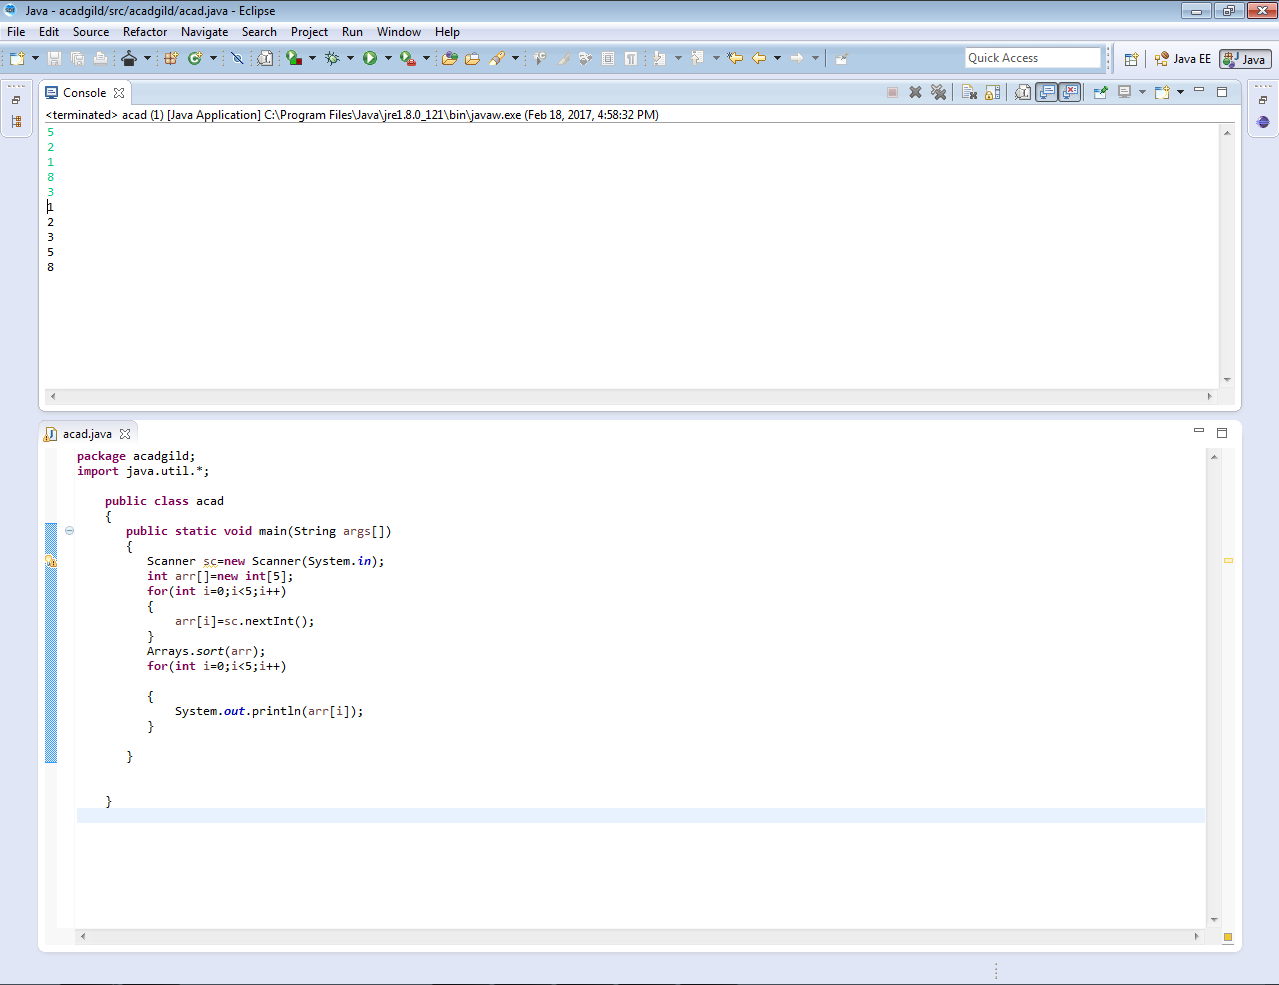 Java - acadgild/src/acadgild/acad.java - Eclipse
File Edit Source Refactor Navigate Search Project Run Window Help
Quick Access Java EE Java
Console
<terminated> acad (1) [Java Application] C:\Program Files\Java\jre1.8.0_121\bin\javaw.exe (Feb 18, 2017, 4:58:32 PM)
5
2
1
8
3
1
2
3
5
8
acad.java
package acadgild;
import java.util.*;
public class acad
{
public static void main(String args[])
{
Scanner sc=new Scanner(System.in);
int arr[]=new int[5];
for(int i=0;i<5;i++)
{
arr[i]=sc.nextInt();
}
Arrays.sort(arr);
for(int i=0;i<5;i++)
{
System.out.println(arr[i]);
}
}
}